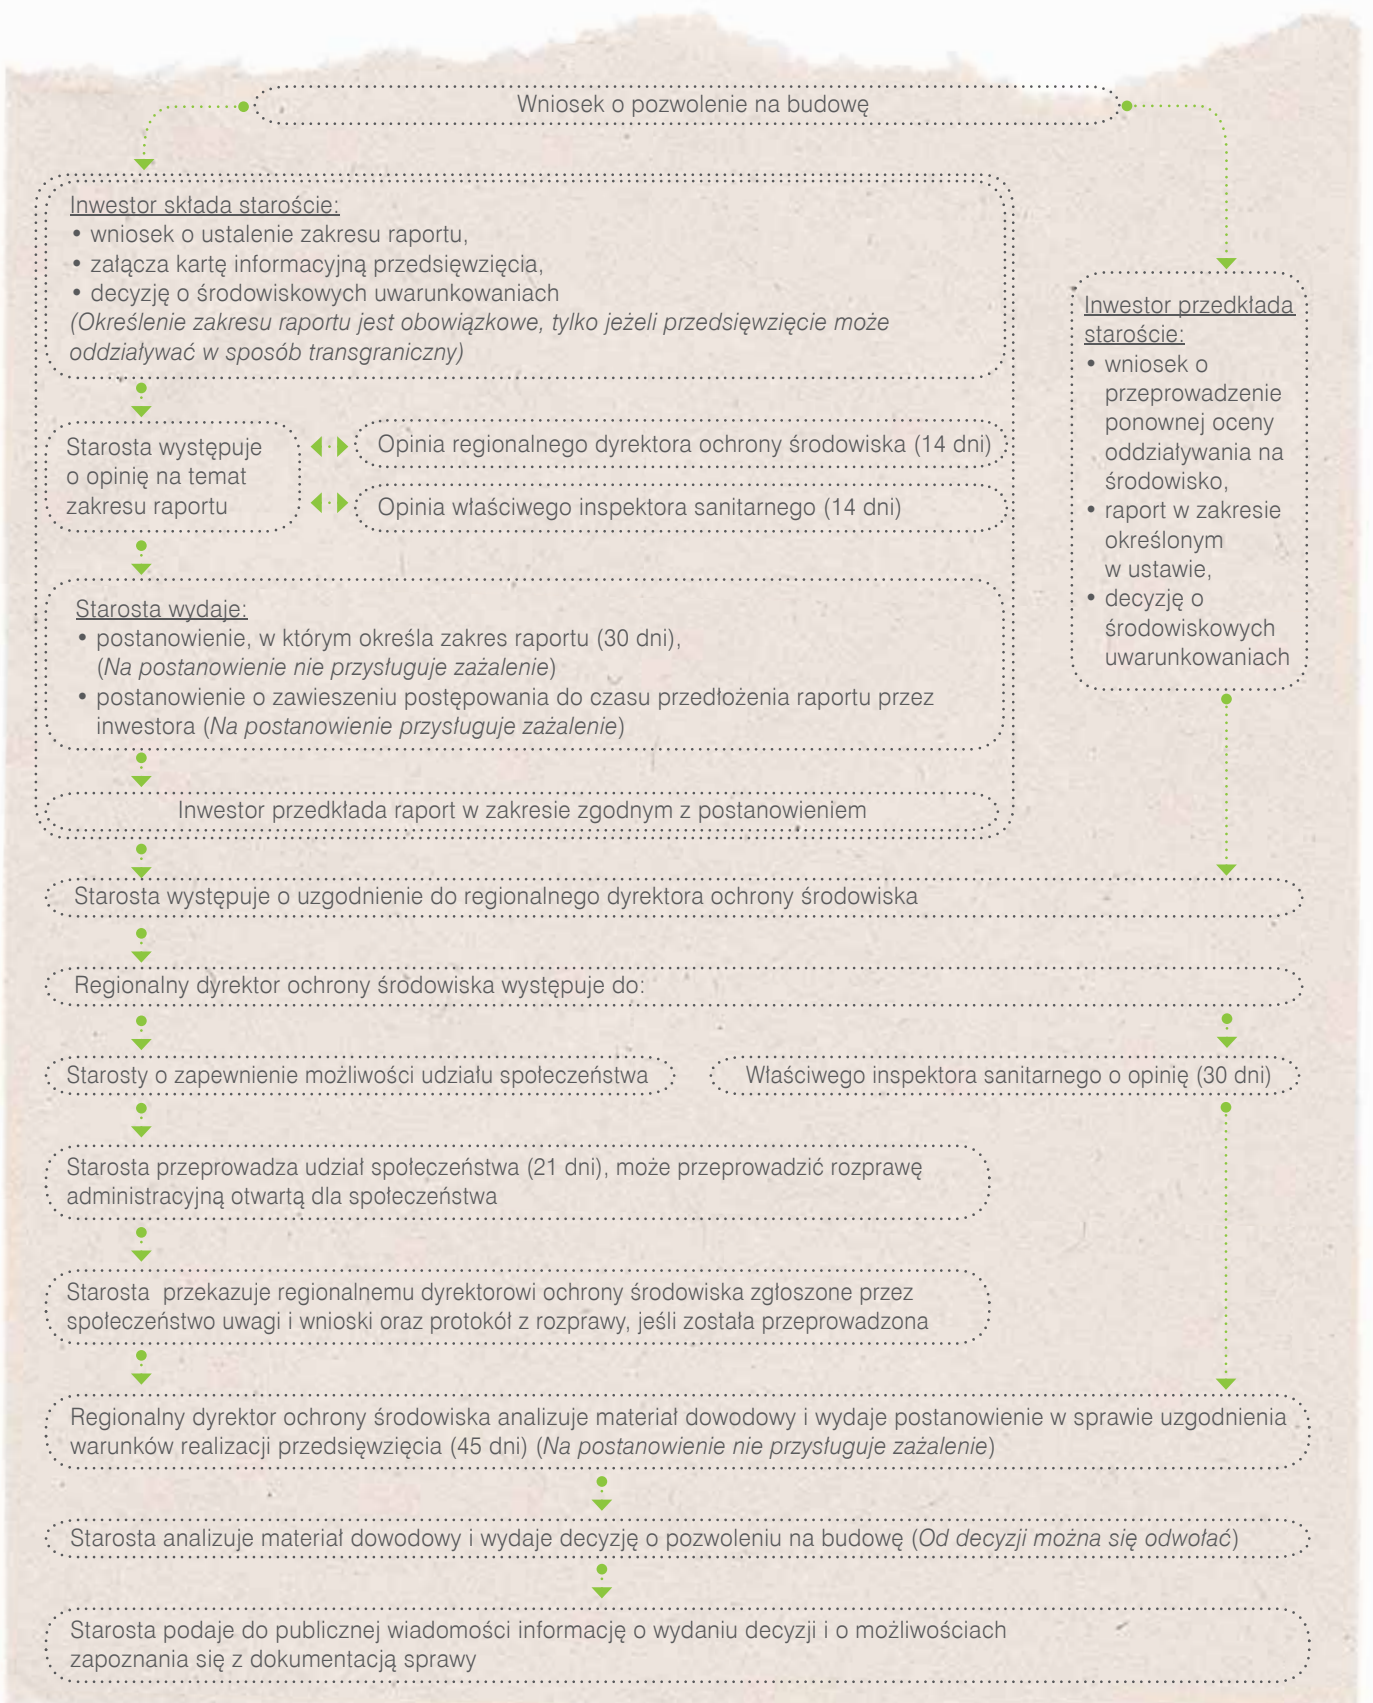 Wniosek o pozwolenie na budowę
Inwestor składa staroście:
• wniosek o ustalenie zakresu raportu,
• załącza kartę informacyjną przedsięwzięcia,
• decyzję o środowiskowych uwarunkowaniach
(Określenie zakresu raportu jest obowiązkowe, tylko jeżeli przedsięwzięcie może
oddziaływać w sposób transgraniczny)
Inwestor przedkłada
staroście:
• wniosek o
przeprowadzenie
ponownej oceny
oddziaływania na
środowisko,
• raport w zakresie
określonym
w ustawie,
• decyzję o
środowiskowych
uwarunkowaniach
Starosta występuje
o opinię na temat
zakresu raportu
Opinia regionalnego dyrektora ochrony środowiska (14 dni)
Opinia właściwego inspektora sanitarnego (14 dni)
Starosta wydaje:
• postanowienie, w którym określa zakres raportu (30 dni),
(Na postanowienie nie przysługuje zażalenie)
• postanowienie o zawieszeniu postępowania do czasu przedłożenia raportu przez
inwestora (Na postanowienie przysługuje zażalenie)
Inwestor przedkłada raport w zakresie zgodnym z postanowieniem
Starosta występuje o uzgodnienie do regionalnego dyrektora ochrony środowiska
Regionalny dyrektor ochrony środowiska występuje do:
Starosty o zapewnienie możliwości udziału społeczeństwa
Właściwego inspektora sanitarnego o opinię (30 dni)
Starosta przeprowadza udział społeczeństwa (21 dni), może przeprowadzić rozprawę
administracyjną otwartą dla społeczeństwa
Starosta przekazuje regionalnemu dyrektorowi ochrony środowiska zgłoszone przez
społeczeństwo uwagi i wnioski oraz protokół z rozprawy, jeśli została przeprowadzona
Regionalny dyrektor ochrony środowiska analizuje materiał dowodowy i wydaje postanowienie w sprawie uzgodnienia
warunków realizacji przedsięwzięcia (45 dni) (Na postanowienie nie przysługuje zażalenie)
Starosta analizuje materiał dowodowy i wydaje decyzję o pozwoleniu na budowę (Od decyzji można się odwołać)
Starosta podaje do publicznej wiadomości informację o wydaniu decyzji i o możliwościach
zapoznania się z dokumentacją sprawy